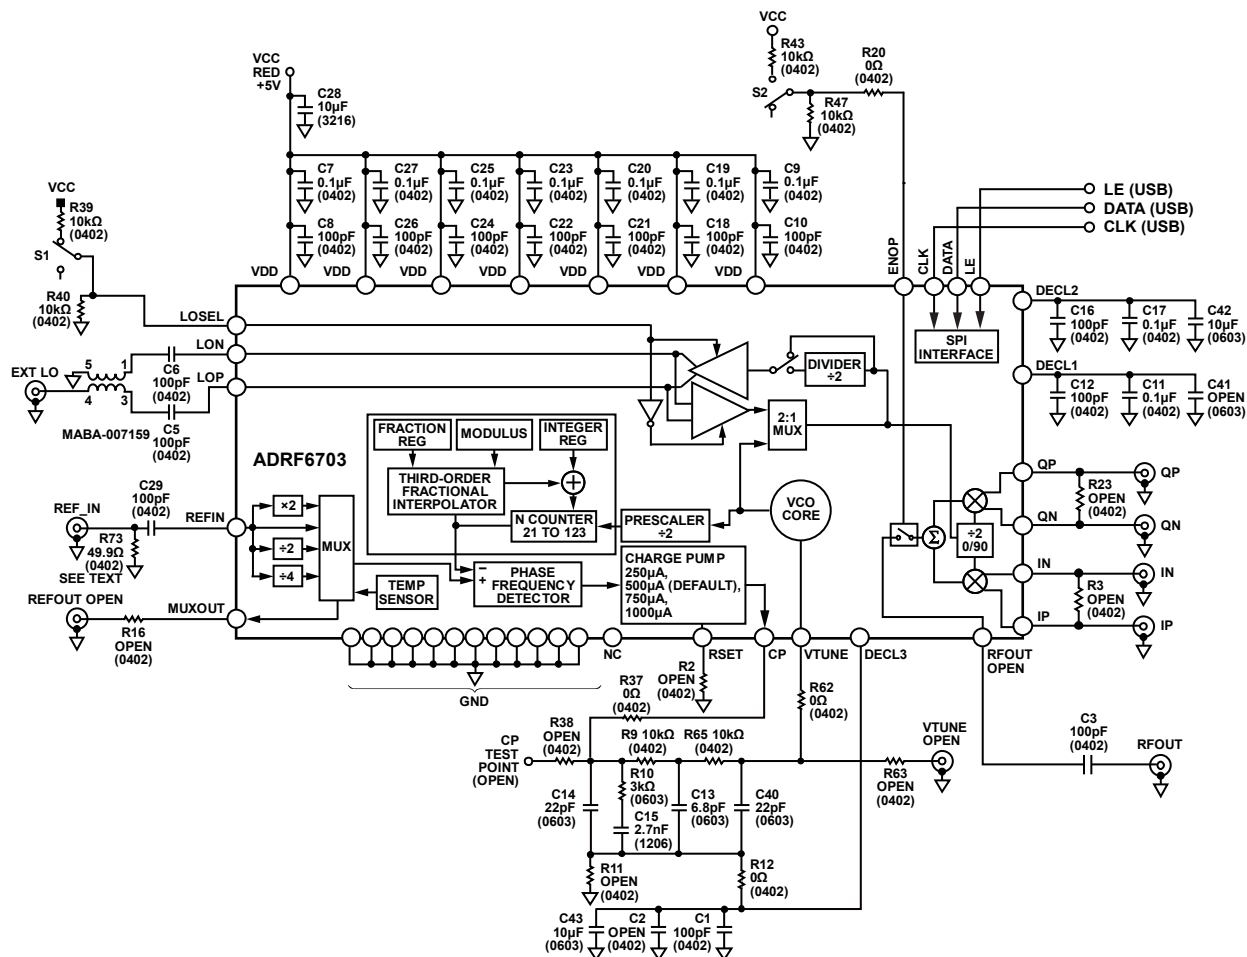 VCC
RED
+5V
C28
10µF
(3216)
VCC
R43
10kΩ
(0402)
R20
0Ω
(0402)
S2
R47
10kΩ
(0402)
C7
0.1µF
(0402)
C27
0.1µF
(0402)
C25
0.1µF
(0402)
C23
0.1µF
(0402)
C20
0.1µF
(0402)
C19
0.1µF
(0402)
C9
0.1µF
(0402)
C8
100pF
(0402)
C26
100pF
(0402)
C24
100pF
(0402)
C22
100pF
(0402)
C21
100pF
(0402)
C18
100pF
(0402)
C10
100pF
(0402)
VDD
VDD
VDD
VDD
VDD
VDD
VDD
ENOP
CLK
DATA
LE
LE (USB)
DATA (USB)
CLK (USB)
VCC
R39
10kΩ
(0402)
S1
R40
10kΩ
(0402)
LOSEL
LON
LOP
EXT LO
5
1
4
3
C6
100pF
(0402)
C5
100pF
(0402)
MABA-007159
DIVIDER
÷2
SPI
INTERFACE
DECL2
C16
100pF
(0402)
C17
0.1µF
(0402)
C42
10µF
(0603)
DECL1
C12
100pF
(0402)
C11
0.1µF
(0402)
C41
OPEN
(0603)
ADRF6703
FRACTION
REG
MODULUS
INTEGER
REG
THIRD-ORDER
FRACTIONAL
INTERPOLATOR
+
N COUNTER
21 TO 123
2:1
MUX
PRESCALER
÷2
VCO
CORE
REF_IN
C29
100pF
(0402)
R73
49.9Ω
(0402)
SEE TEXT
REFIN
×2
÷2
÷4
MUX
TEMP
SENSOR
−
+
PHASE
FREQUENCY
DETECTOR
CHARGE PUMP
250µA,
500µA (DEFAULT),
750µA,
1000µA
Σ
÷2
0/90
QP
QN
IN
IP
R23
OPEN
(0402)
R3
OPEN
(0402)
QP
QN
IN
IP
REFOUT OPEN
R16
OPEN
(0402)
MUXOUT
GND
NC
RSET
CP
VTUNE
DECL3
RFOUT
OPEN
R2
OPEN
(0402)
R37
0Ω
(0402)
R62
0Ω
(0402)
CP
TEST
POINT
(OPEN)
R38
OPEN
(0402)
R9 10kΩ
(0402)
R65 10kΩ
(0402)
R63
OPEN
(0402)
VTUNE
OPEN
C3
100pF
(0402)
RFOUT
C14
22pF
(0603)
R10
3kΩ
(0603)
C15
2.7nF
(1206)
C13
6.8pF
(0603)
C40
22pF
(0603)
R11
OPEN
(0402)
R12
0Ω
(0402)
C43
10µF
(0603)
C2
OPEN
(0402)
C1
100pF
(0402)